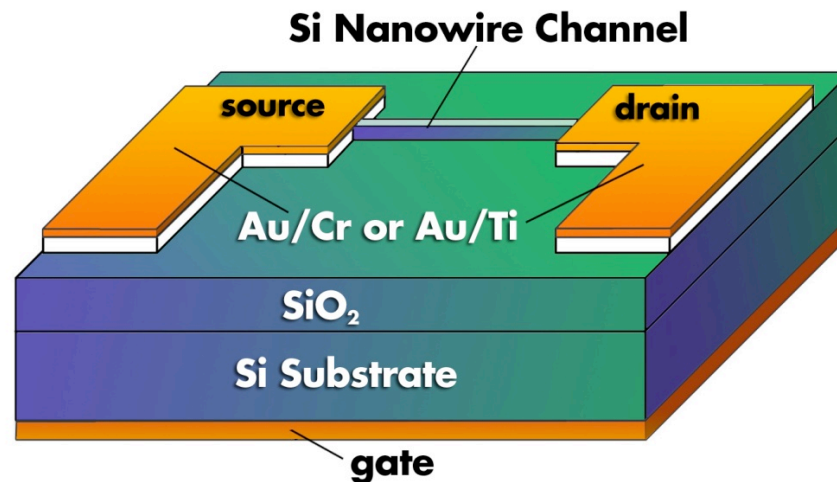 Si Nanowire Channel
source
drain
Au/Cr or Au/Ti
SiO₂
Si Substrate
gate